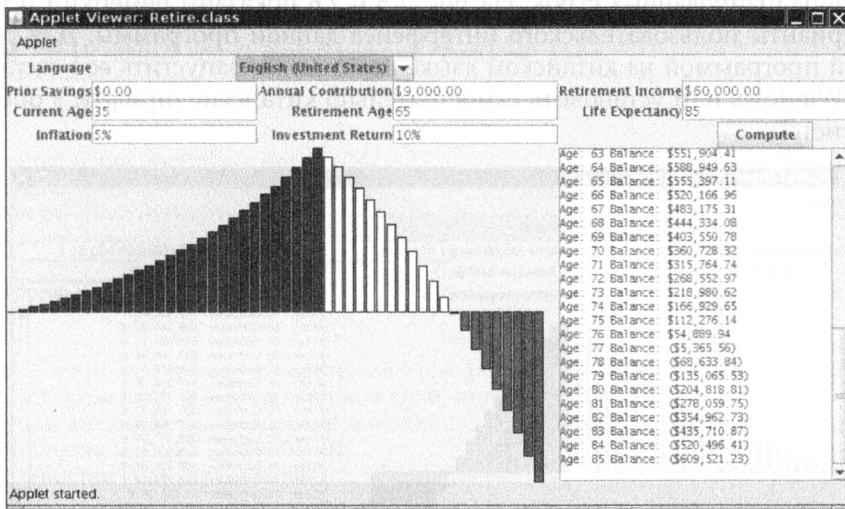 Applet Viewer: Retire.class
Applet
Language English (United States)
Prior Savings $0.00 Annual Contribution $9,000.00 Retirement Income $60,000.00
Current Age 35 Retirement Age 65 Life Expectancy 85
Inflation 5% Investment Return 10% Compute
Age: 63 Balance: $551,904.41
Age: 64 Balance: $588,949.63
Age: 65 Balance: $555,397.11
Age: 66 Balance: $520,166.96
Age: 67 Balance: $483,175.31
Age: 68 Balance: $444,334.08
Age: 69 Balance: $403,550.78
Age: 70 Balance: $360,728.32
Age: 71 Balance: $315,764.74
Age: 72 Balance: $268,552.97
Age: 73 Balance: $218,980.62
Age: 74 Balance: $166,929.65
Age: 75 Balance: $112,276.14
Age: 76 Balance: $54,889.94
Age: 77 Balance: ($5,365.56)
Age: 78 Balance: ($68,633.84)
Age: 79 Balance: ($135,065.53)
Age: 80 Balance: ($204,818.81)
Age: 81 Balance: ($278,059.75)
Age: 82 Balance: ($354,962.73)
Age: 83 Balance: ($435,710.87)
Age: 84 Balance: ($520,496.41)
Age: 85 Balance: ($609,521.23)
Applet started.